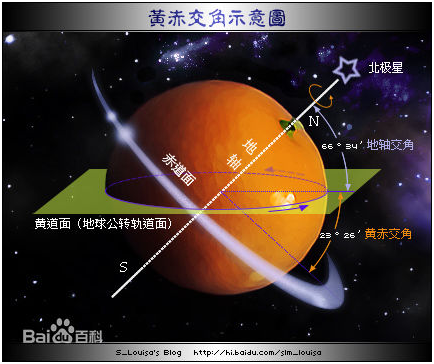 黃赤交角示意圖
北极星
N
66°34′地轴交角
地轴
赤道面
黄道面（地球公转轨道面）
23°26′黄赤交角
S
Bai百科
S_Louisa's Blog http://hi.baidu.com/slm_louisa